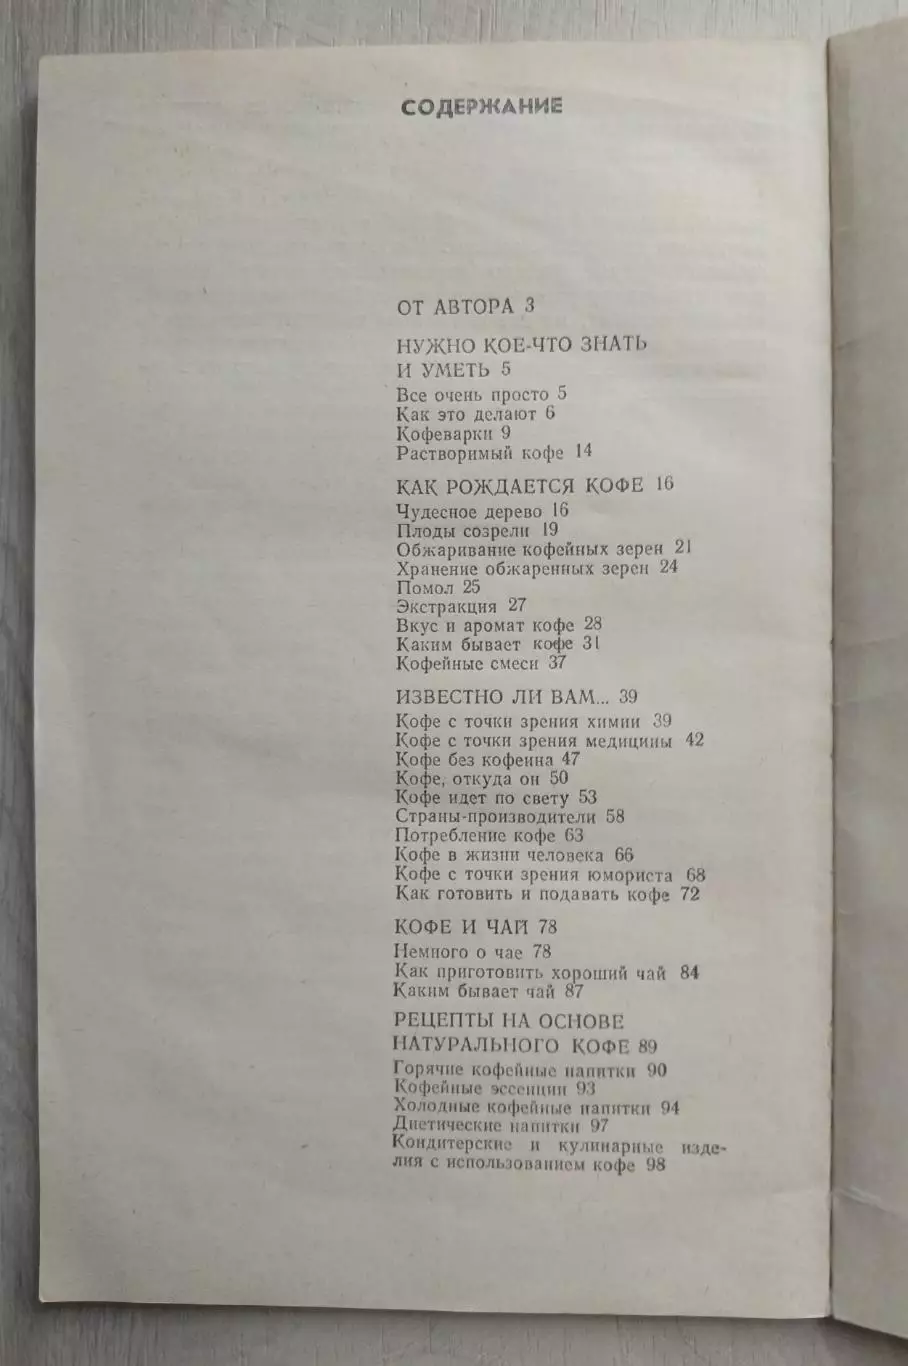 СОДЕРЖАНИЕ
ОТ АВТОРА 3
НУЖНО КОЕ-ЧТО ЗНАТЬ
И УМЕТЬ 5
Все очень просто 5
Как это делают 6
Кофеварки 9
Растворимый кофе 14
КАК РОЖДАЕТСЯ КОФЕ 16
Чудесное дерево 16
Плоды созрели 19
Обжаривание кофейных зерен 21
Хранение обжаренных зерен 24
Помол 25
Экстракция 27
Вкус и аромат кофе 28
Каким бывает кофе 31
Кофейные смеси 37
ИЗВЕСТНО ЛИ ВАМ... 39
Кофе с точки зрения химии 39
Кофе с точки зрения медицины 42
Кофе без кофеина 47
Кофе, откуда он 50
Кофе идет по свету 53
Страны-производители 58
Потребление кофе 63
Кофе в жизни человека 66
Кофе с точки зрения юмориста 68
Как готовить и подавать кофе 72
КОФЕ И ЧАЙ 78
Немного о чае 78
Как приготовить хороший чай 84
Каким бывает чай 87
РЕЦЕПТЫ НА ОСНОВЕ
НАТУРАЛЬНОГО КОФЕ 89
Горячие кофейные напитки 90
Кофейные эссенции 93
Холодные кофейные напитки 94
Диетические напитки 97
Кондитерские и кулинарные изде-
лия с использованием кофе 98